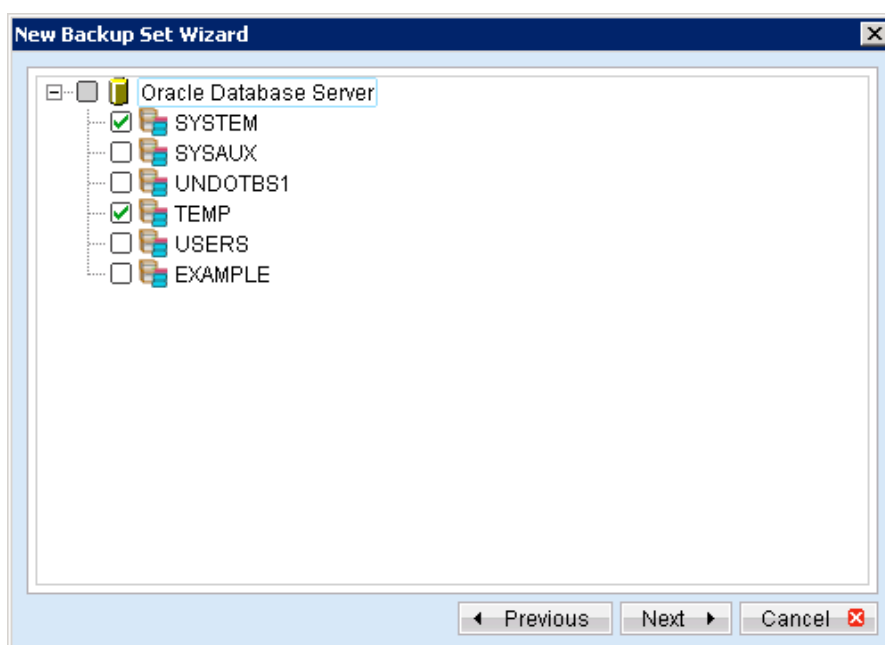 New Backup Set Wizard
Oracle Database Server
SYSTEM
SYSAUX
UNDOTBS1
TEMP
USERS
EXAMPLE
Previous Next Cancel